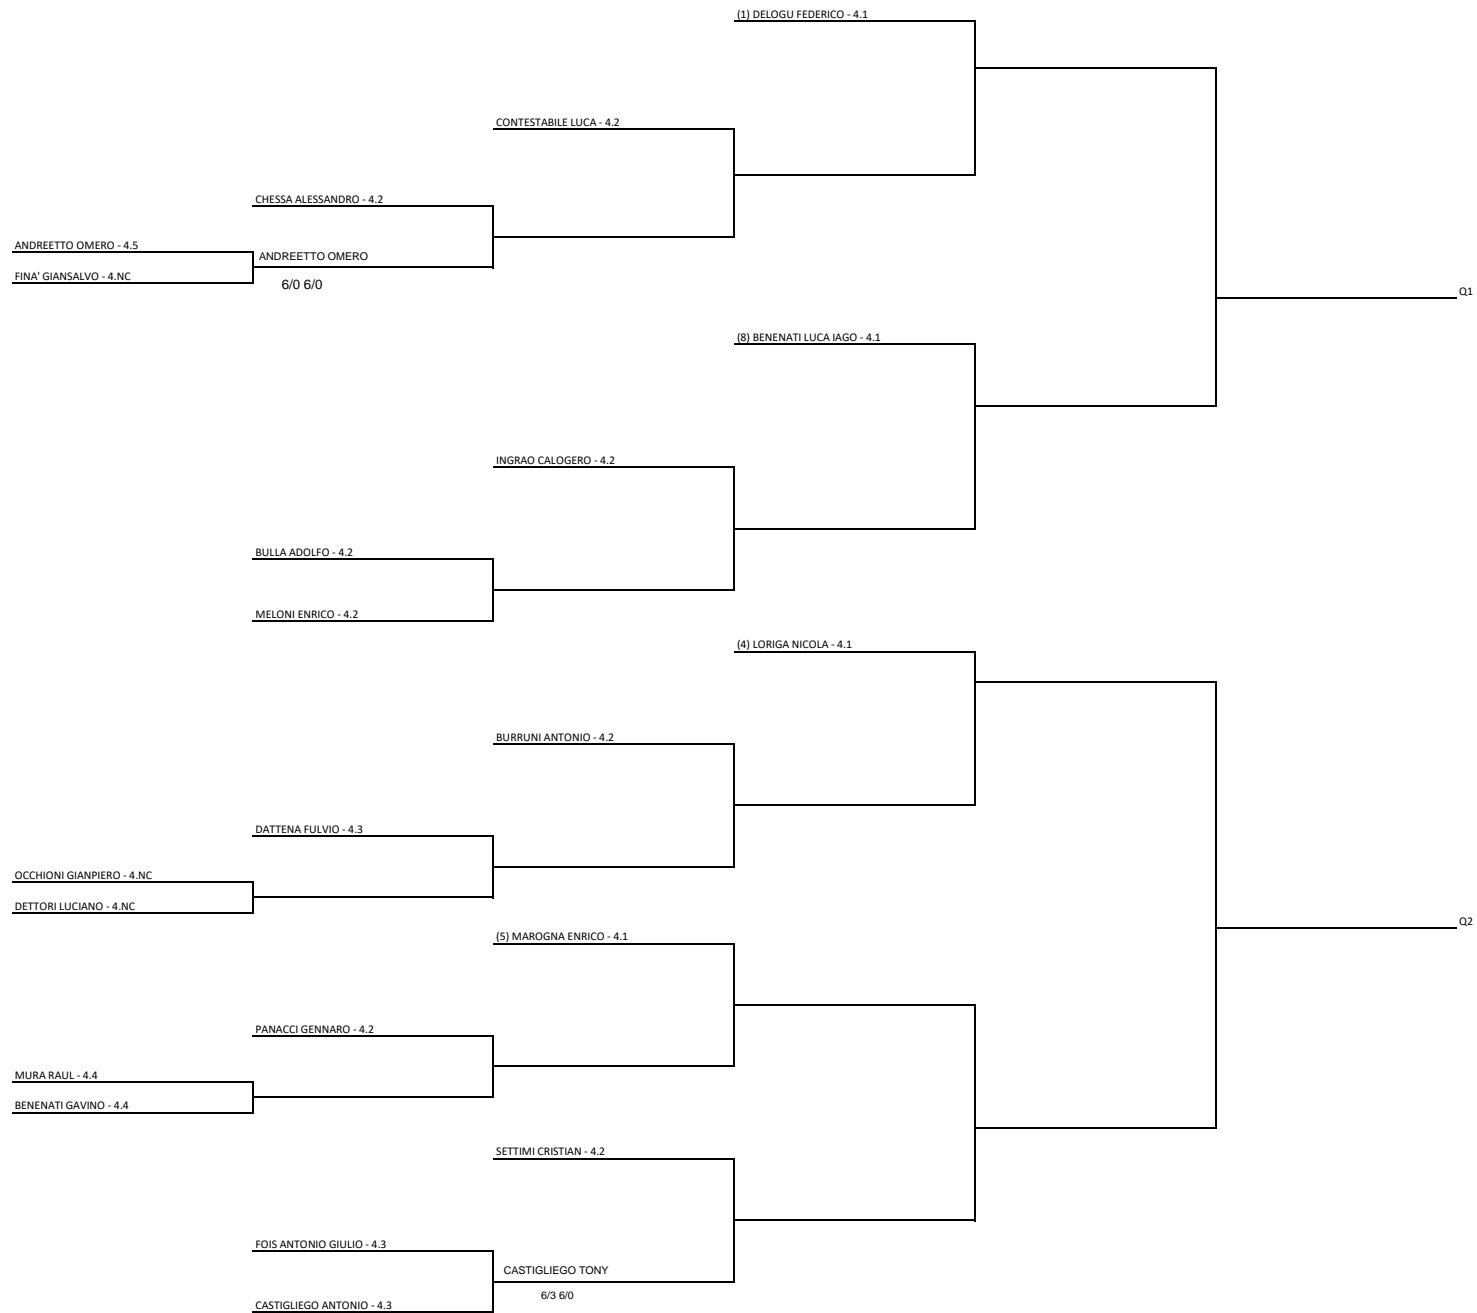 (1) DELOGU FEDERICO - 4.1
CONTESTABILE LUCA - 4.2
CHESSA ALESSANDRO - 4.2
ANDREETTO OMERO - 4.5
ANDREETTO OMERO
FINA' GIANSALVO - 4.NC
6/0 6/0
Q1
(8) BENENATI LUCA IAGO - 4.1
INGRAO CALOGERO - 4.2
BULLA ADOLFO - 4.2
MELONI ENRICO - 4.2
(4) LORIGA NICOLA - 4.1
BURRUNI ANTONIO - 4.2
DATTENA FULVIO - 4.3
OCCHIONI GIANPIERO - 4.NC
DETTORI LUCIANO - 4.NC
Q2
(5) MAROGNA ENRICO - 4.1
PANACCI GENNARO - 4.2
MURA RAUL - 4.4
BENENATI GAVINO - 4.4
SETTIMI CRISTIAN - 4.2
FOIS ANTONIO GIULIO - 4.3
CASTIGLIEGO TONY
6/3 6/0
CASTIGLIEGO ANTONIO - 4.3